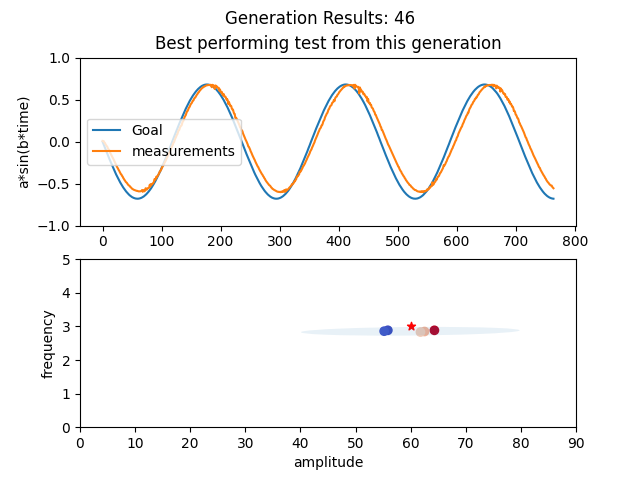 Generation Results: 46
Best performing test from this generation
a*sin(b*time)
1.0
0.5
0.0
−0.5
−1.0
Goal
measurements
0 100 200 300 400 500 600 700 800
frequency
5
4
3
2
1
0
0 10 20 30 40 50 60 70 80 90
amplitude